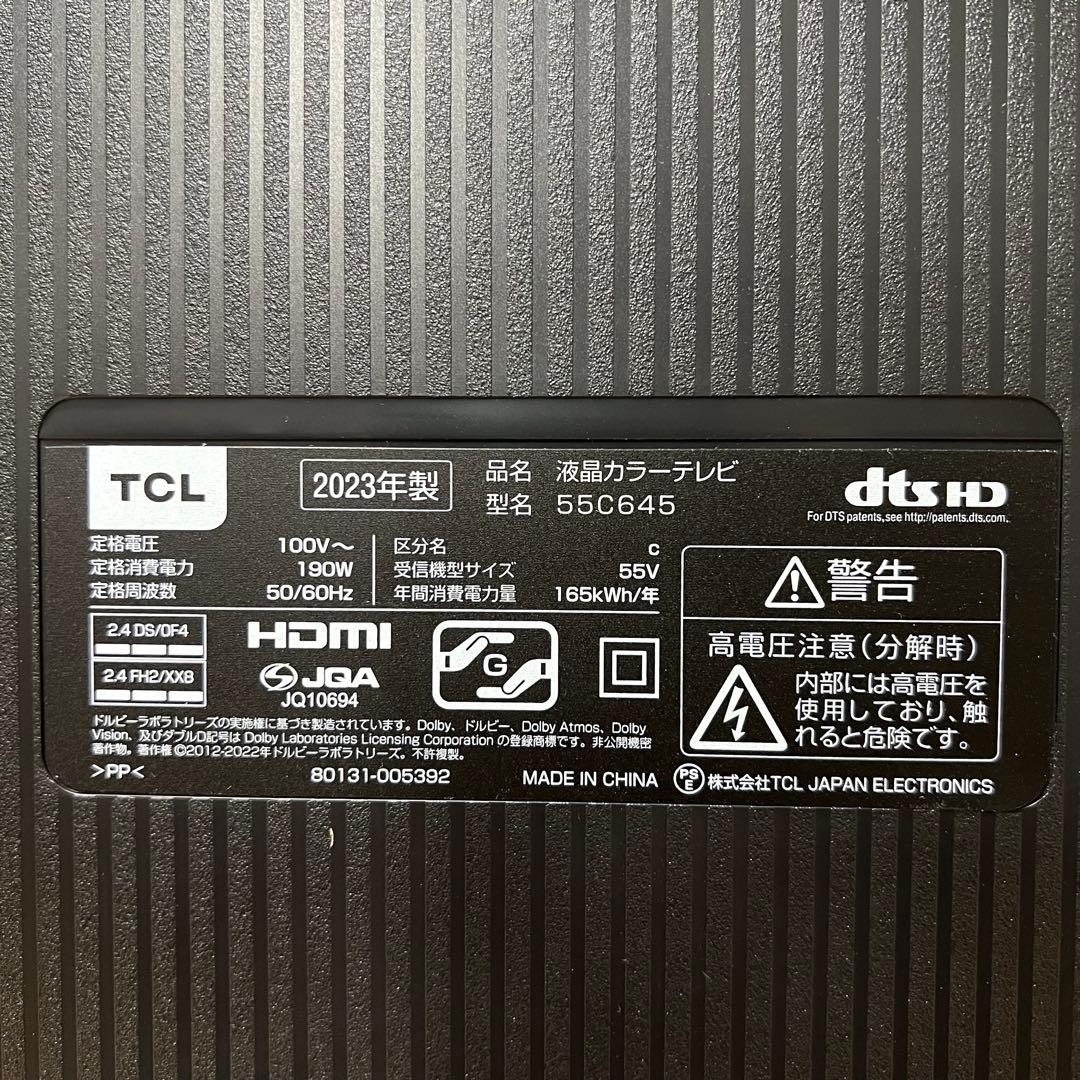 TCL
2023年製
品名 液晶カラーテレビ
型名 55C645
dts HD
For DTS patents, see http://patents.dts.com.
定格電圧 100V～
定格消費電力 190W
定格周波数 50/60Hz
区分名 C
受信機型サイズ 55V
年間消費電力量 165kWh/年
2.4 DS/OF4
2.4 FH2/XX8
HDMI
JQA
JQ10694
G
警告
高電圧注意(分解時)
内部には高電圧を
使用しており、触
れると危険です。
ドルビーラボラトリーズの実施権に基づき製造されています。Dolby、ドルビー、Dolby Atmos、Dolby
Vision、及びダブルD記号は Dolby Laboratories Licensing Corporation の登録商標です。非公開機密
著作物。著作権 ©2012-2022年ドルビーラボラトリーズ。不許複製。
>PP<
80131-005392
MADE IN CHINA
PSE 株式会社TCL JAPAN ELECTRONICS